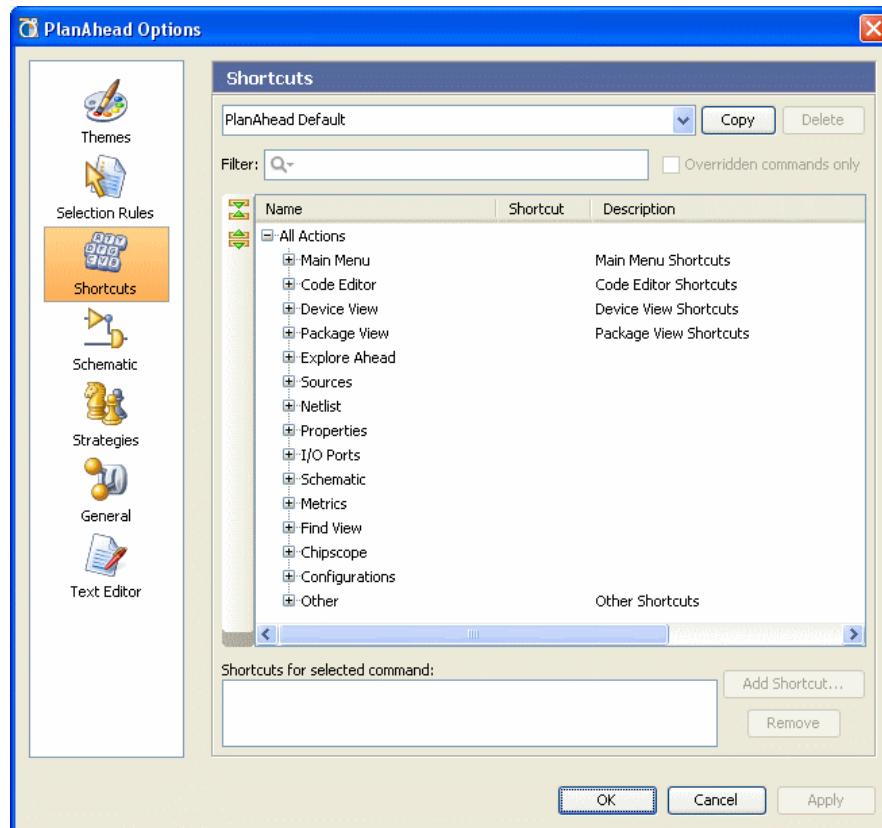 PlanAhead Options
Themes
Selection Rules
Shortcuts
Schematic
Strategies
General
Text Editor
Shortcuts
PlanAhead Default
Copy
Delete
Filter:
Overridden commands only
Name Shortcut Description
All Actions
Main Menu Main Menu Shortcuts
Code Editor Code Editor Shortcuts
Device View Device View Shortcuts
Package View Package View Shortcuts
Explore Ahead
Sources
Netlist
Properties
I/O Ports
Schematic
Metrics
Find View
Chipscope
Configurations
Other Other Shortcuts
Shortcuts for selected command:
Add Shortcut...
Remove
OK Cancel Apply